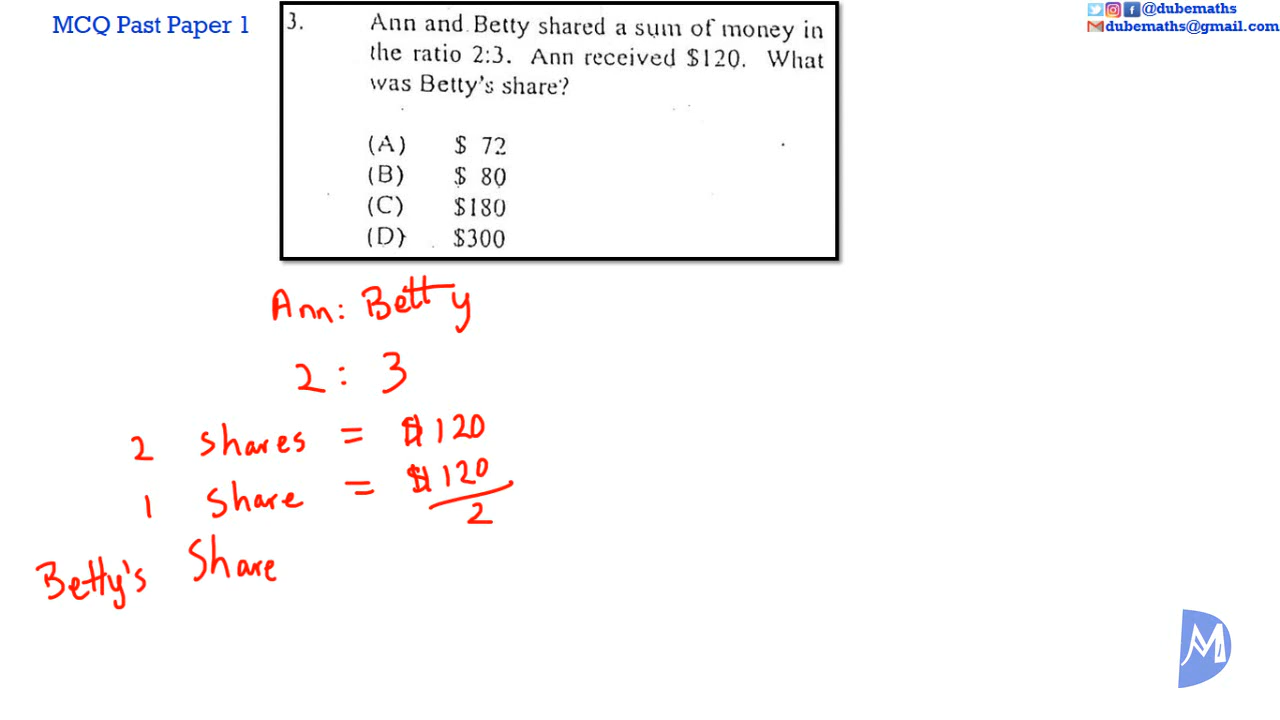 MCQ Past Paper 1
@dubemaths
dubemaths@gmail.com
3. Ann and Betty shared a sum of money in
the ratio 2:3. Ann received $120. What
was Betty's share?
(A) $ 72
(B) $ 80
(C) $180
(D) $300
Ann: Betty
2 : 3
2 shares = $120
1 share = $120
2
Betty's Share
M